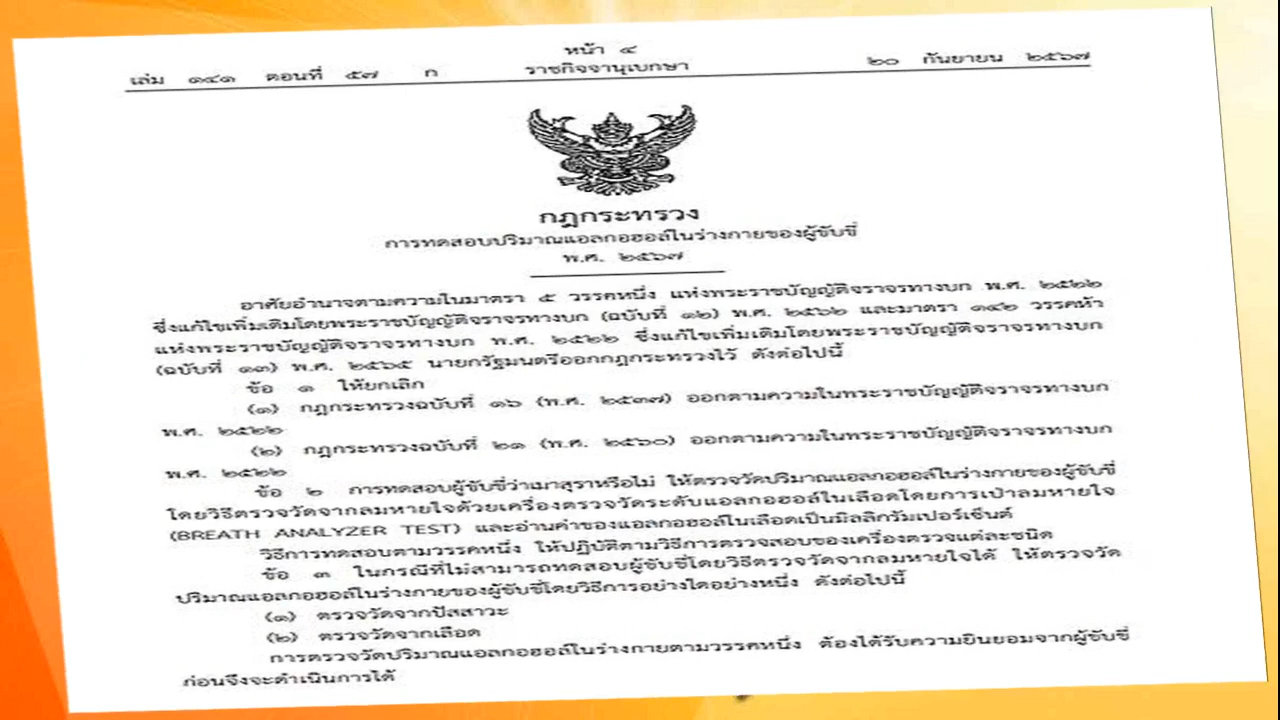 หน้า ๔
เล่ม ๑๔๑ ตอนที่ ๕๗ ก ราชกิจจานุเบกษา ๒๐ กันยายน ๒๕๖๗
กฎกระทรวง
การทดสอบปริมาณแอลกอฮอล์ในร่างกายของผู้ขับขี่
พ.ศ. ๒๕๖๗
อาศัยอำนาจตามความในมาตรา ๕ วรรคหนึ่ง แห่งพระราชบัญญัติจราจรทางบก พ.ศ. ๒๕๒๒
ซึ่งแก้ไขเพิ่มเติมโดยพระราชบัญญัติจราจรทางบก (ฉบับที่ ๑๒) พ.ศ. ๒๕๖๒ และมาตรา ๑๔๒ วรรคห้า
แห่งพระราชบัญญัติจราจรทางบก พ.ศ. ๒๕๒๒ ซึ่งแก้ไขเพิ่มเติมโดยพระราชบัญญัติจราจรทางบก
(ฉบับที่ ๑๓) พ.ศ. ๒๕๖๕ นายกรัฐมนตรีออกกฎกระทรวงไว้ ดังต่อไปนี้
ข้อ ๑ ให้ยกเลิก
(๑) กฎกระทรวงฉบับที่ ๑๖ (พ.ศ. ๒๕๓๗) ออกตามความในพระราชบัญญัติจราจรทางบก
พ.ศ. ๒๕๒๒
(๒) กฎกระทรวงฉบับที่ ๒๑ (พ.ศ. ๒๕๖๐) ออกตามความในพระราชบัญญัติจราจรทางบก
พ.ศ. ๒๕๒๒
ข้อ ๒ การทดสอบผู้ขับขี่ว่าเมาสุราหรือไม่ ให้ตรวจวัดปริมาณแอลกอฮอล์ในร่างกายของผู้ขับขี่
โดยวิธีตรวจวัดจากลมหายใจด้วยเครื่องตรวจวัดระดับแอลกอฮอล์ในเลือดโดยการเป่าลมหายใจ
(BREATH ANALYZER TEST) และอ่านค่าของแอลกอฮอล์ในเลือดเป็นมิลลิกรัมเปอร์เซ็นต์
วิธีการทดสอบตามวรรคหนึ่ง ให้ปฏิบัติตามวิธีการตรวจสอบของเครื่องตรวจแต่ละชนิด
ข้อ ๓ ในกรณีที่ไม่สามารถทดสอบผู้ขับขี่โดยวิธีตรวจวัดจากลมหายใจได้ ให้ตรวจวัด
ปริมาณแอลกอฮอล์ในร่างกายของผู้ขับขี่โดยวิธีการอย่างใดอย่างหนึ่ง ดังต่อไปนี้
(๑) ตรวจวัดจากปัสสาวะ
(๒) ตรวจวัดจากเลือด
การตรวจวัดปริมาณแอลกอฮอล์ในร่างกายตามวรรคหนึ่ง ต้องได้รับความยินยอมจากผู้ขับขี่
ก่อนจึงจะดำเนินการได้